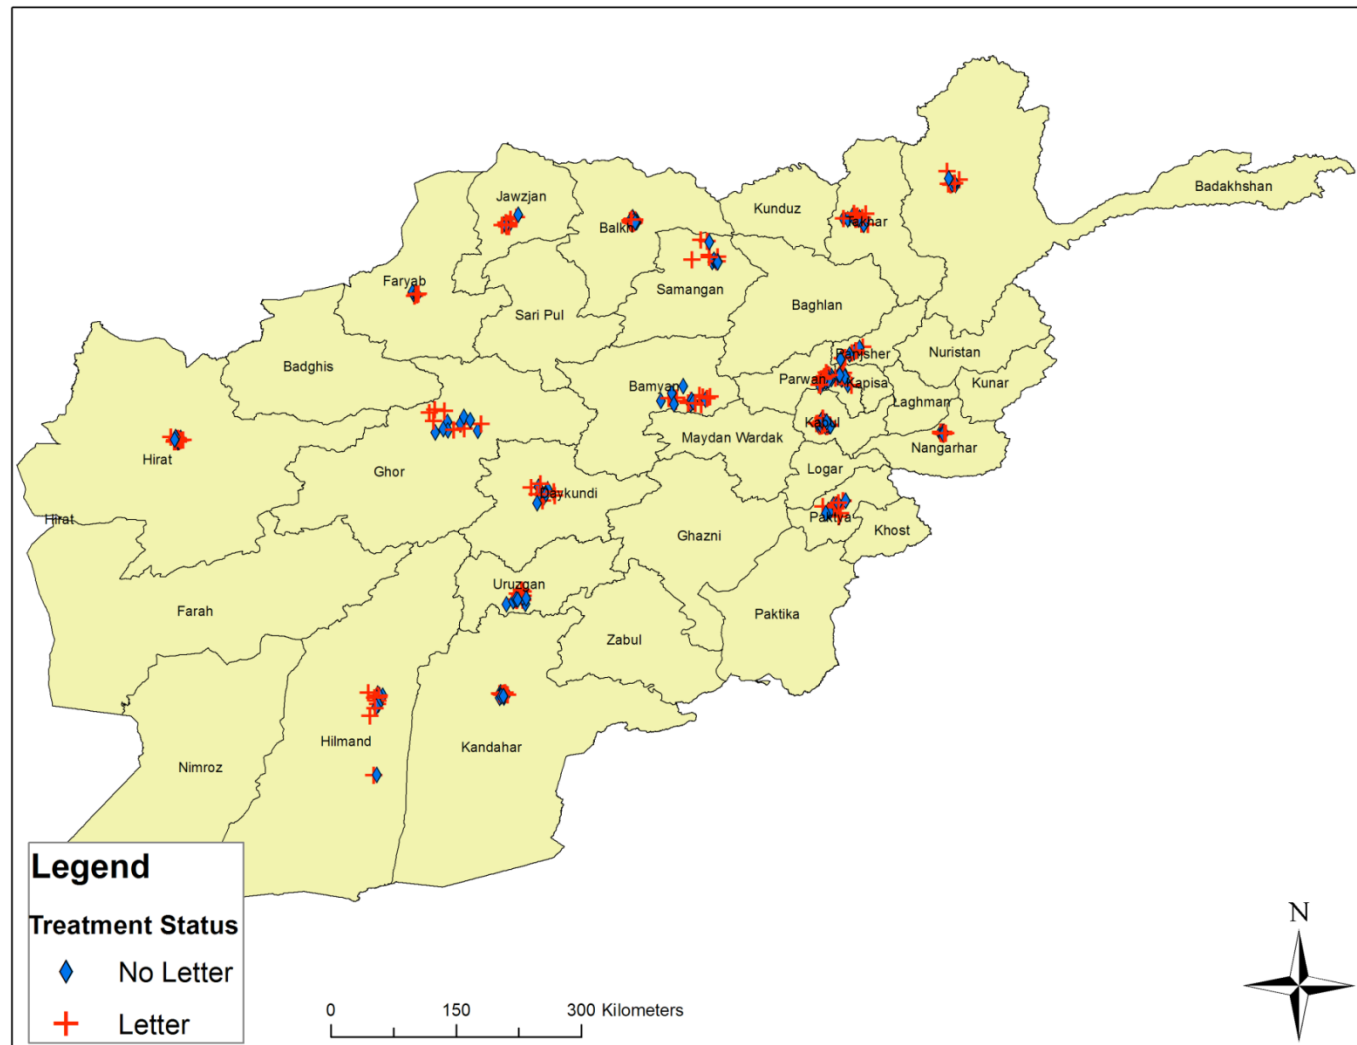 Badakhshan
Jawzjan
Kunduz
Takhar
Balkh
Faryab
Samangan
Baghlan
Sari Pul
Badghis
Panjsher
Nuristan
Bamyan
Parwan
Kapisa
Kunar
Laghman
Kabul
Maydan Wardak
Nangarhar
Hirat
Ghor
Logar
Daykundi
Hirat
Paktya
Khost
Ghazni
Uruzgan
Farah
Paktika
Zabul
Hilmand
Kandahar
Nimroz
Legend
Treatment Status
No Letter
Letter
0 150 300 Kilometers
N